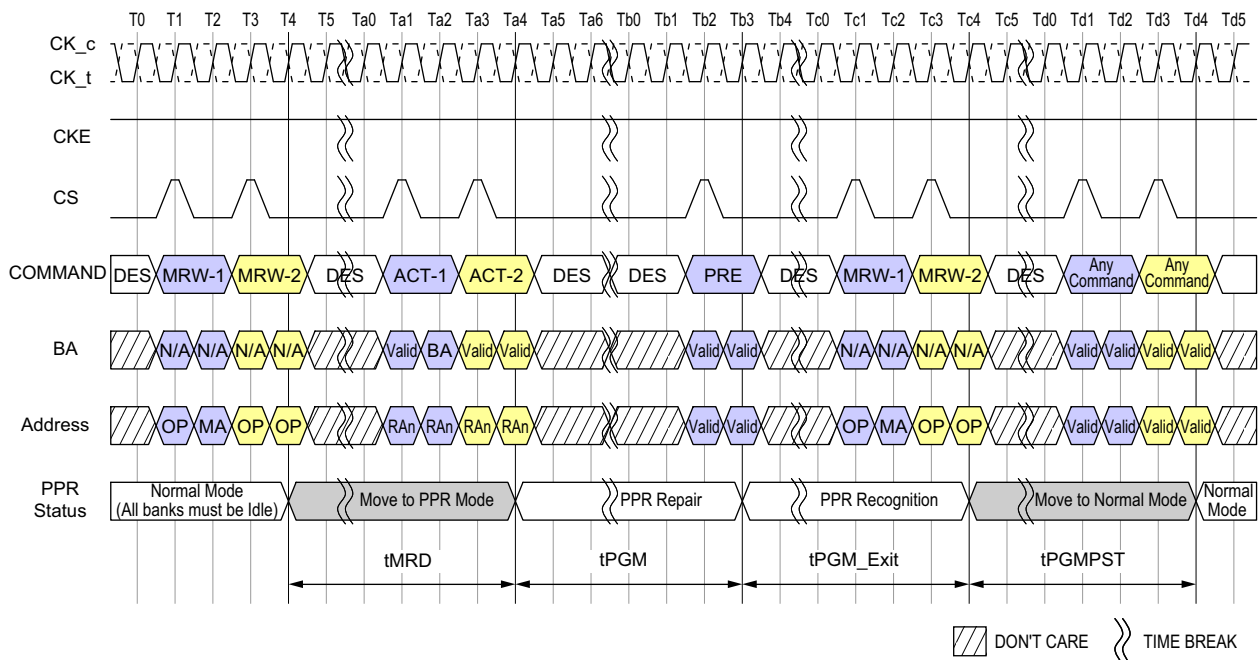 T0 T1 T2 T3 T4 T5 Ta0 Ta1 Ta2 Ta3 Ta4 Ta5 Ta6 Tb0 Tb1 Tb2 Tb3 Tb4 Tc0 Tc1 Tc2 Tc3 Tc4 Tc5 Td0 Td1 Td2 Td3 Td4 Td5
CK_c
CK_t
CKE
CS
COMMAND DES MRW-1 MRW-2 DES ACT-1 ACT-2 DES DES PRE DES MRW-1 MRW-2 DES Any Command Any Command
BA N/A N/A N/A N/A Valid BA Valid Valid Valid Valid N/A N/A N/A N/A Valid Valid Valid Valid
Address OP MA OP OP RAn RAn RAn RAn Valid Valid OP MA OP OP Valid Valid Valid Valid
PPR Status Normal Mode (All banks must be Idle) Move to PPR Mode PPR Repair PPR Recognition Move to Normal Mode Normal Mode
tMRD tPGM tPGM_Exit tPGMPST
DON'T CARE TIME BREAK